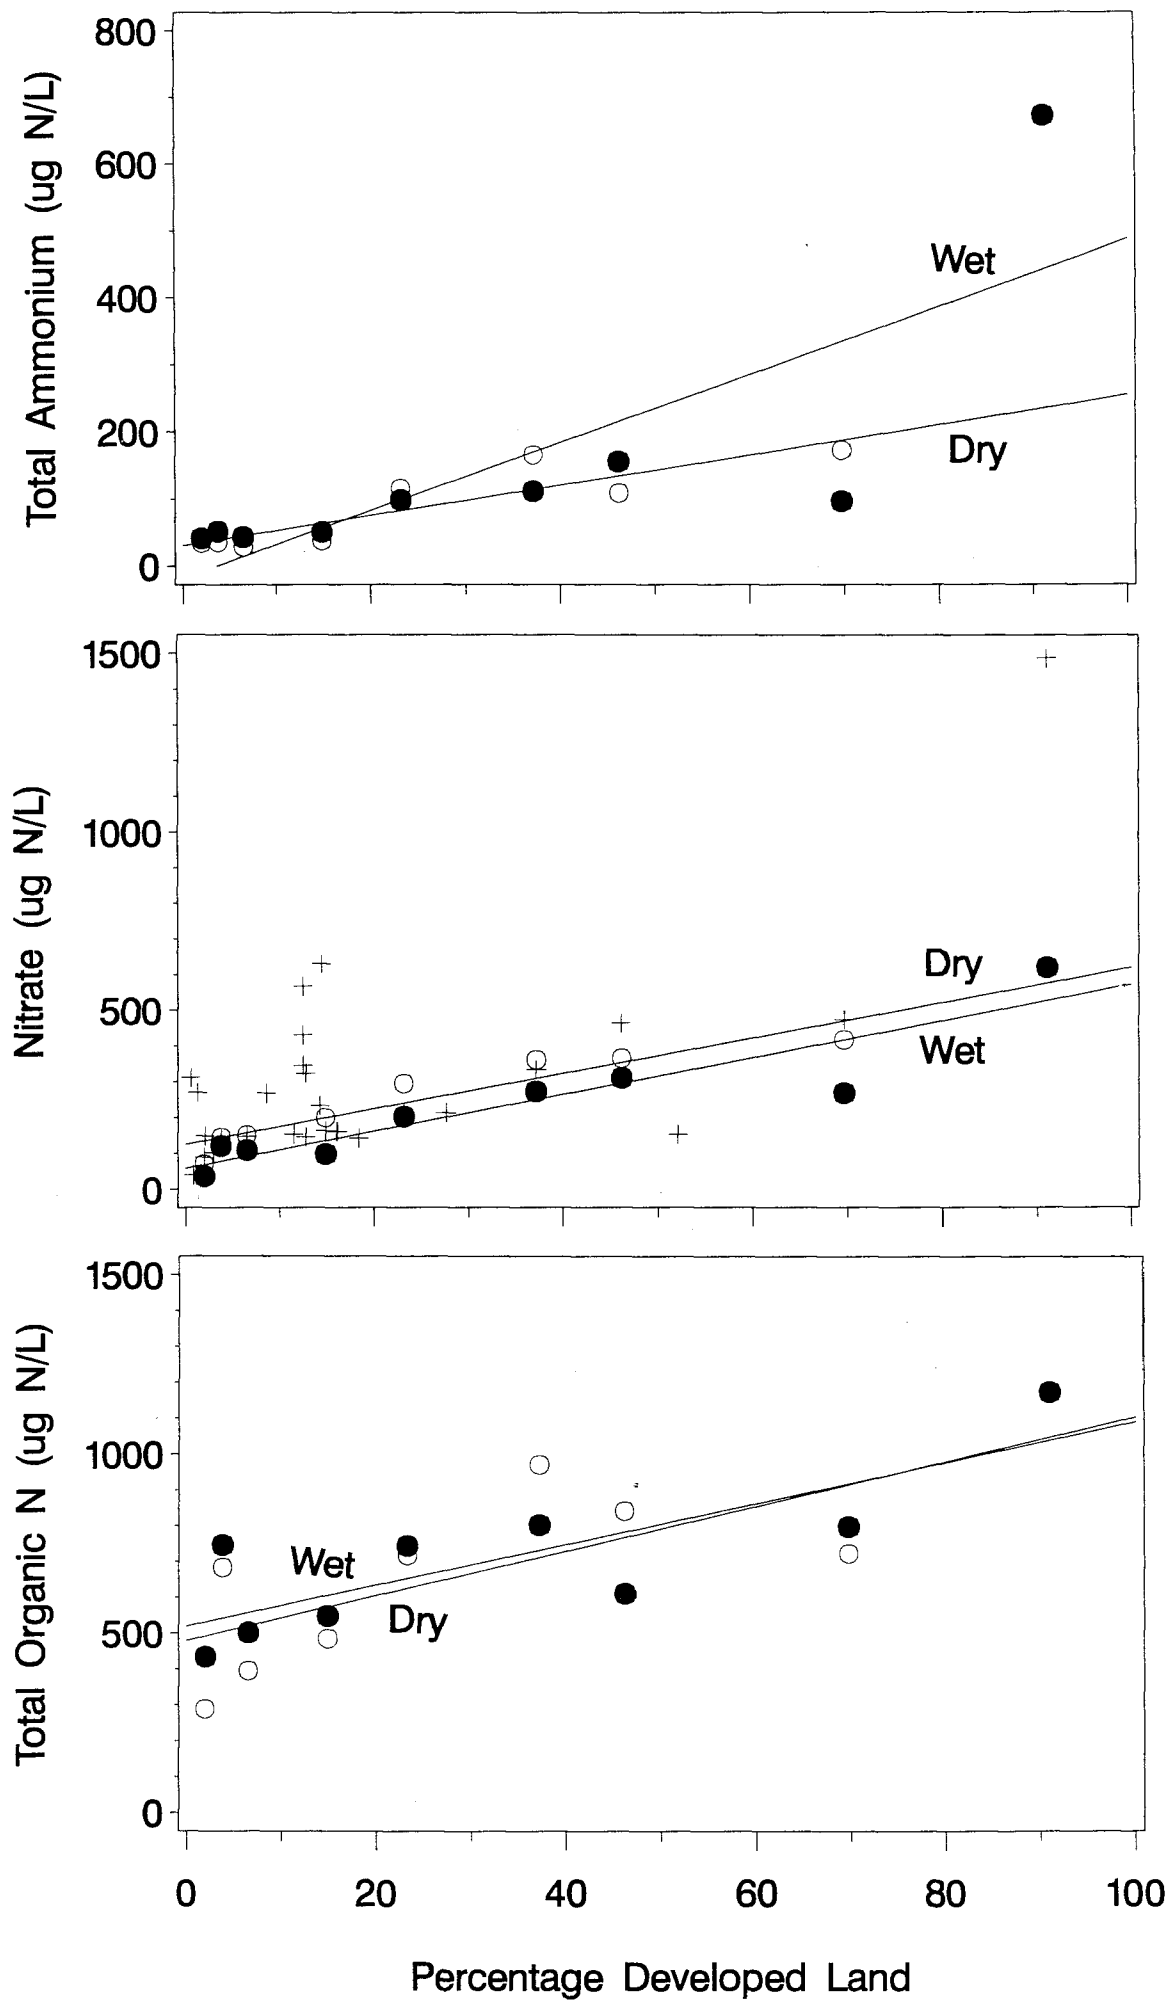 Total Ammonium (ug N/L)
800
600
400
200
0
Wet
Dry
Nitrate (ug N/L)
1500
1000
500
0
Dry
Wet
Total Organic N (ug N/L)
1500
1000
500
0
Wet
Dry
0 20 40 60 80 100
Percentage Developed Land